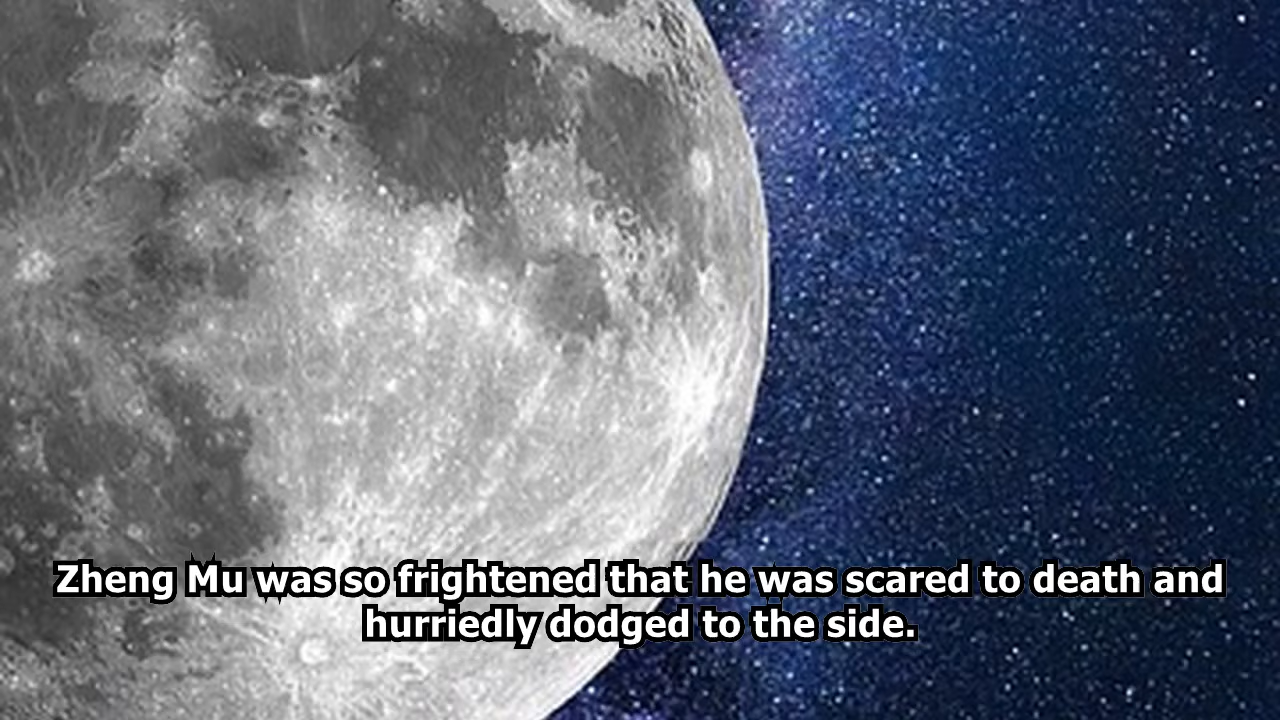 Zheng Mu was so frightened that he was scared to death and
hurriedly dodged to the side.